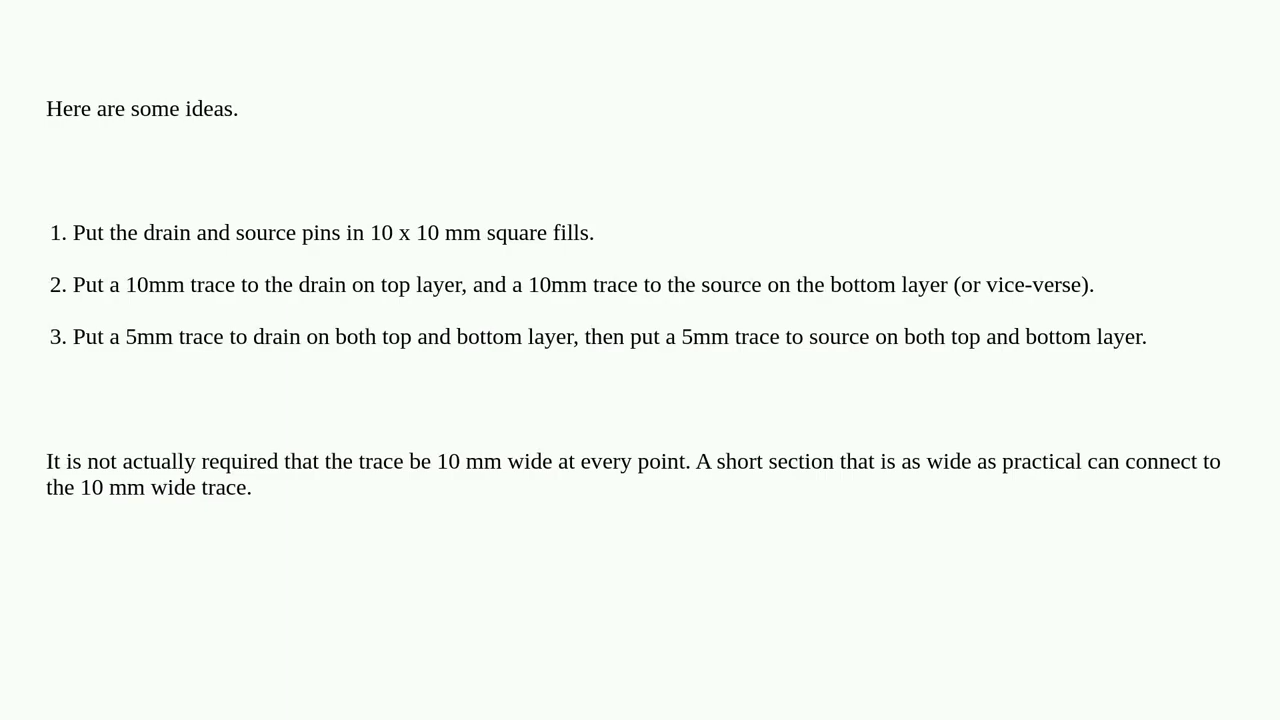 Here are some ideas.
1. Put the drain and source pins in 10 x 10 mm square fills.
2. Put a 10mm trace to the drain on top layer, and a 10mm trace to the source on the bottom layer (or vice-verse).
3. Put a 5mm trace to drain on both top and bottom layer, then put a 5mm trace to source on both top and bottom layer.
It is not actually required that the trace be 10 mm wide at every point. A short section that is as wide as practical can connect to
the 10 mm wide trace.